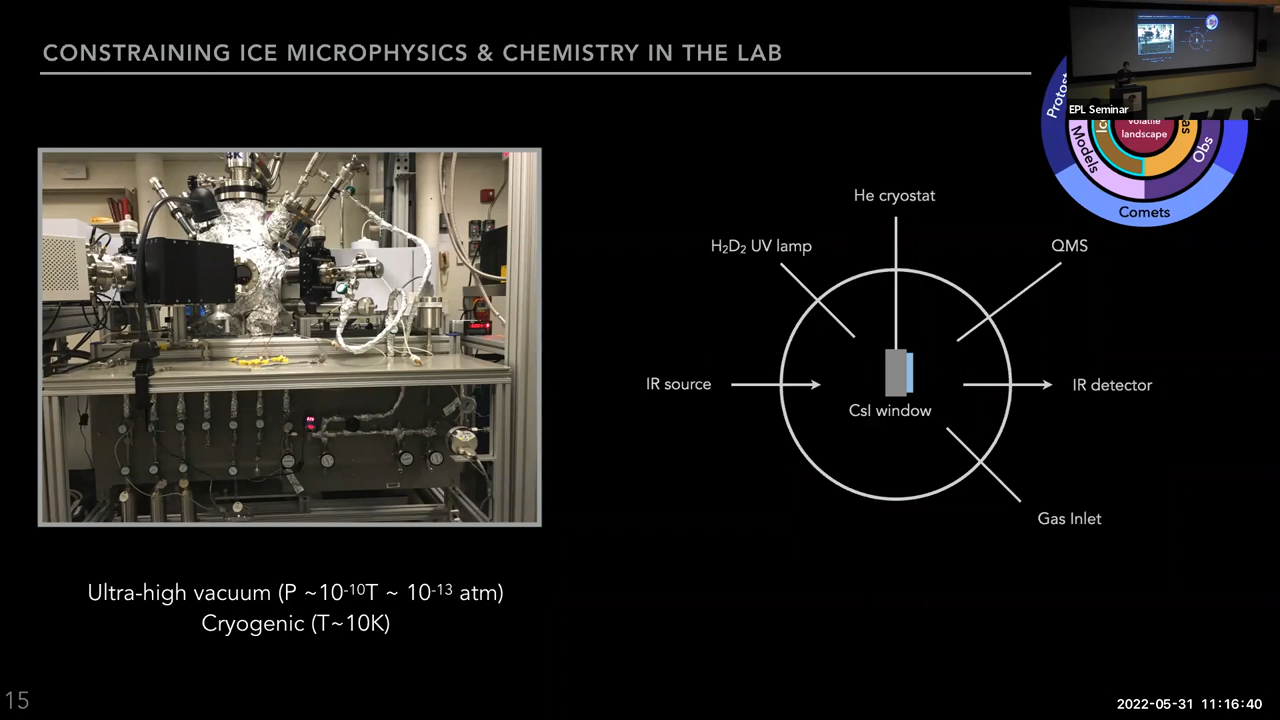 CONSTRAINING ICE MICROPHYSICS & CHEMISTRY IN THE LAB
EPL Seminar
Volatile
landscape
Models
Obs
Comets
He cryostat
H₂D₂ UV lamp
QMS
IR source
IR detector
CsI window
Gas Inlet
Ultra-high vacuum (P ~10⁻¹⁰T ~ 10⁻¹³ atm)
Cryogenic (T~10K)
15
2022-05-31 11:16:40